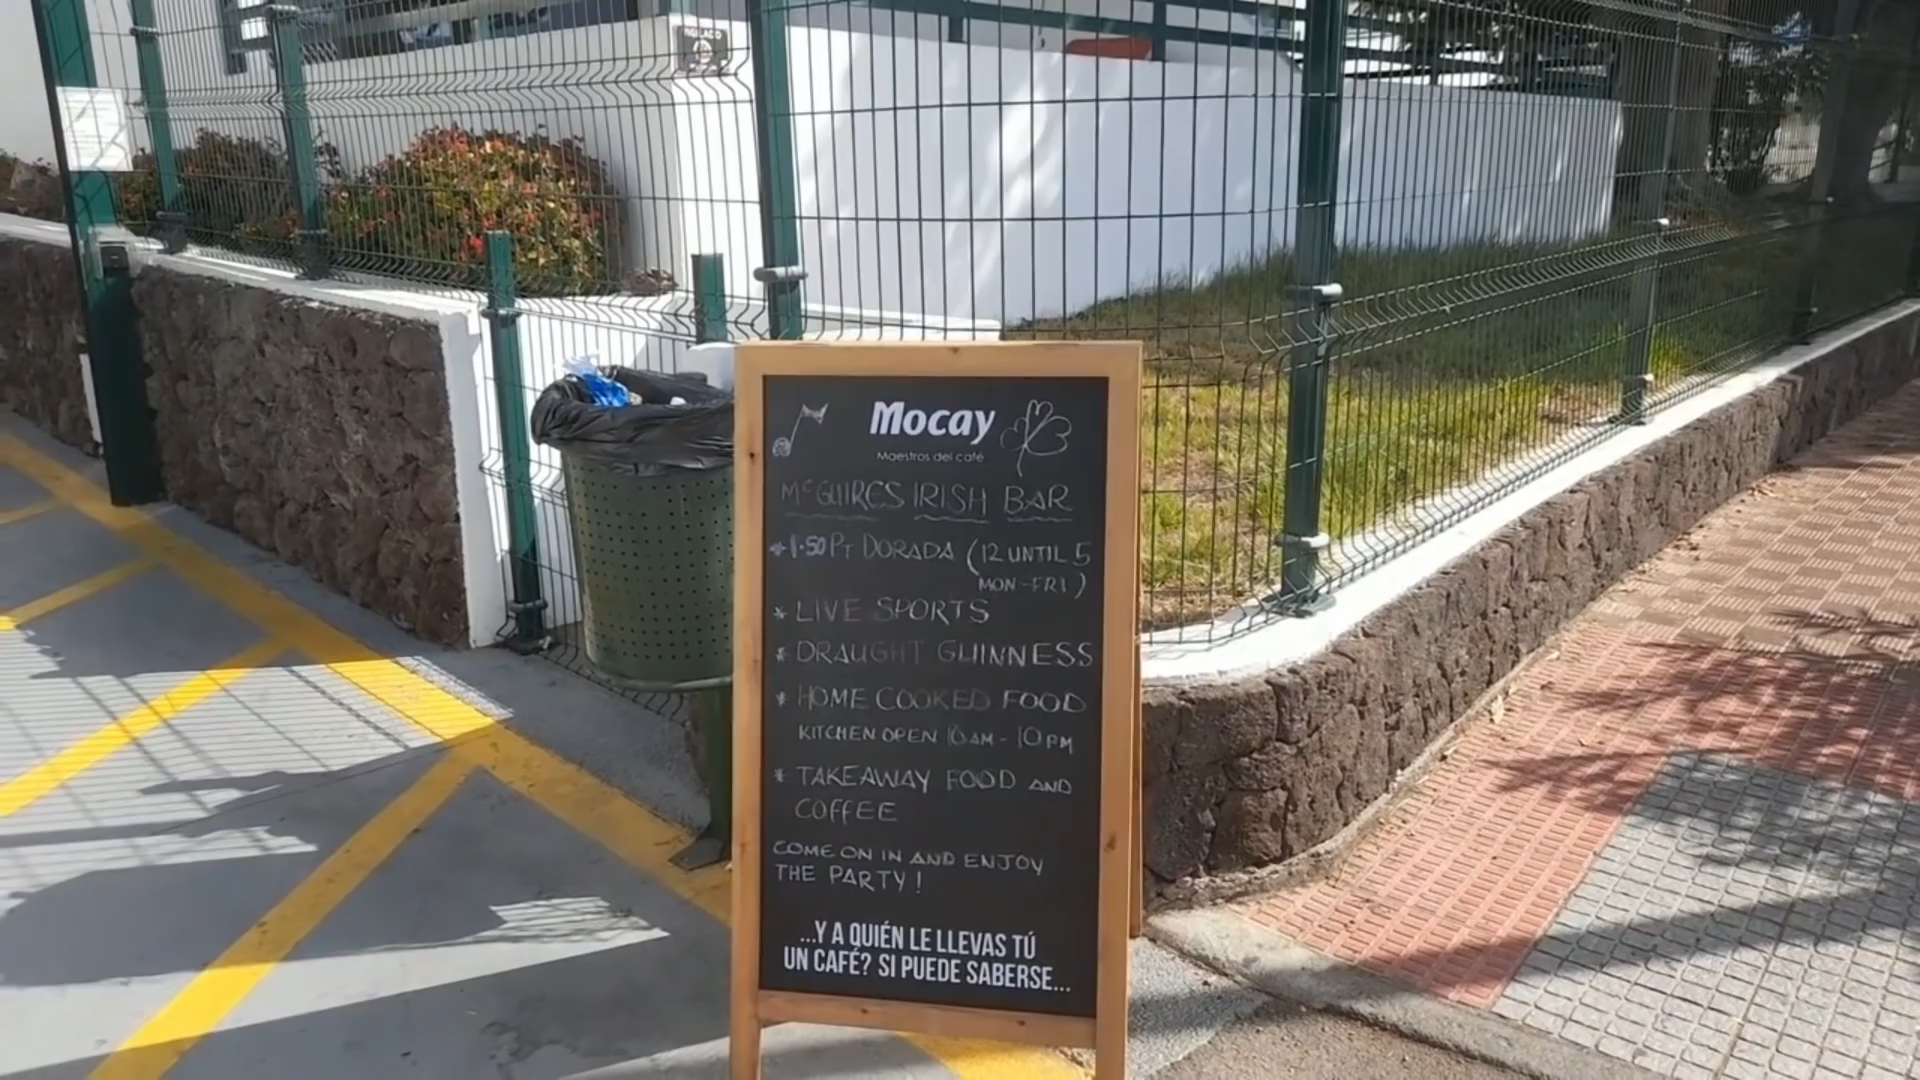 Mocay
Maestros del café
McGUIRES IRISH BAR
* 1.50 PT DORADA (12 UNTIL 5
MON-FRI)
* LIVE SPORTS
* DRAUGHT GUINNESS
* HOME COOKED FOOD
KITCHEN OPEN 10AM - 10PM
* TAKEAWAY FOOD AND
COFFEE
COME ON IN AND ENJOY
THE PARTY!
...Y A QUIÉN LE LLEVAS TÚ
UN CAFÉ? SI PUEDE SABERSE...